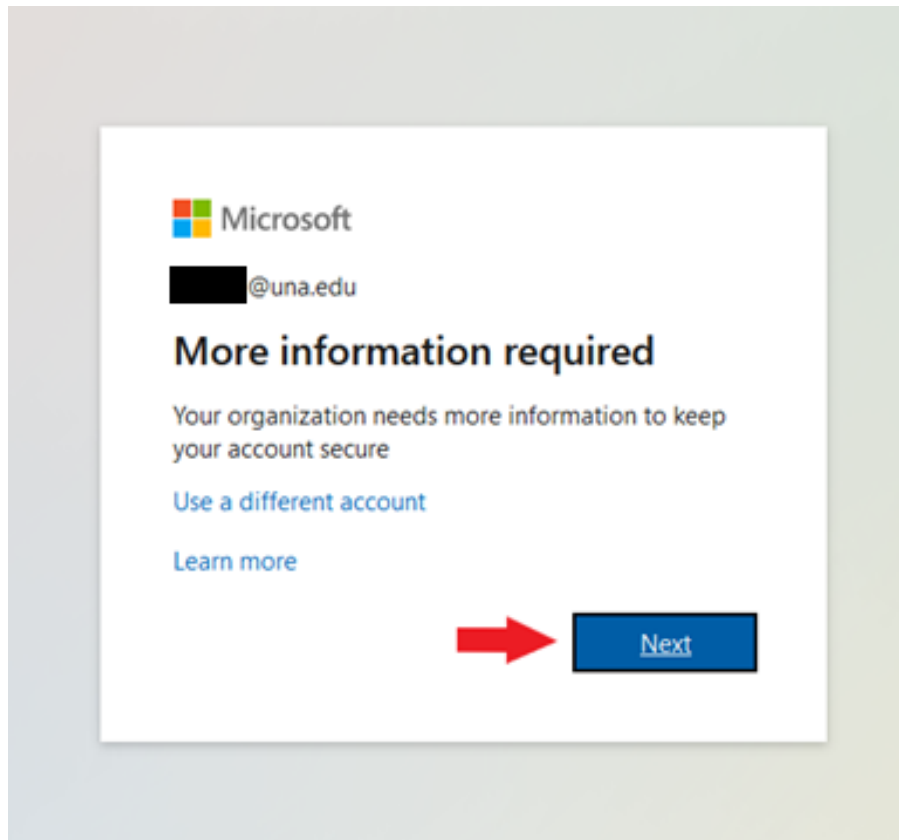 Microsoft
@una.edu
More information required
Your organization needs more information to keep
your account secure
Use a different account
Learn more
Next